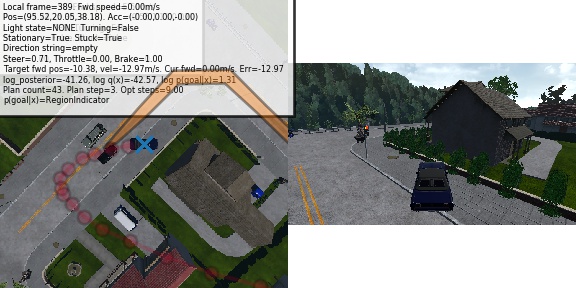 Local frame=389. Fwd speed=0.00m/s
Pos=(95.52,20.05,38.18). Acc=(-0.00,0.00,-0.00)
Light state=NONE. Turning=False
Stationary=True. Stuck=True
Direction string=empty
Steer=0.71, Throttle=0.00, Brake=1.00
Target fwd pos=-10.38, vel=-12.97m/s. Cur fwd=0.00m/s. Err=-12.97
log_posterior=-41.26, log q(x)=-42.57, log p(goal|x)=1.31
Plan count=43. Plan step=3. Opt steps=9.00
p(goal|x)=RegionIndicator